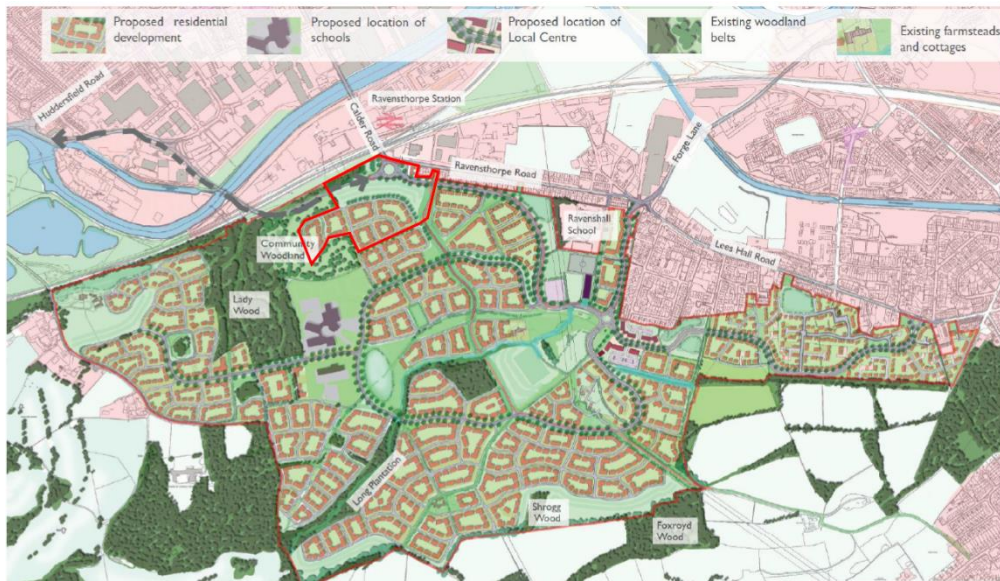 Proposed residential
development
Proposed location of
schools
Proposed location of
Local Centre
Existing woodland
belts
Existing farmsteads
and cottages
Huddersfield Road
Calder Road
Ravensthorpe Station
Ravensthorpe Road
Forge Lane
Ravenshall
School
Lees Hall Road
Community
Woodland
Lady
Wood
Long Plantation
Shrogg
Wood
Foxroyd
Wood